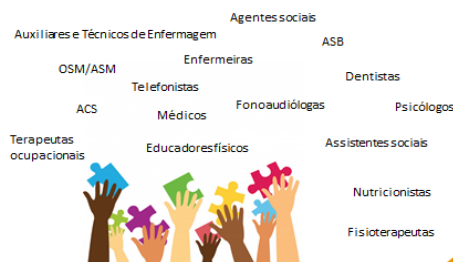 Agentes sociais
Auxiliares e Técnicos de Enfermagem
ASB
Enfermeiras
OSM/ASM
Dentistas
Telefonistas
ACS
Médicos
Fonoaudiólogas
Psicólogos
Terapeutas
ocupacionais
Educadores físicos
Assistentes sociais
Nutricionistas
Fisioterapeutas